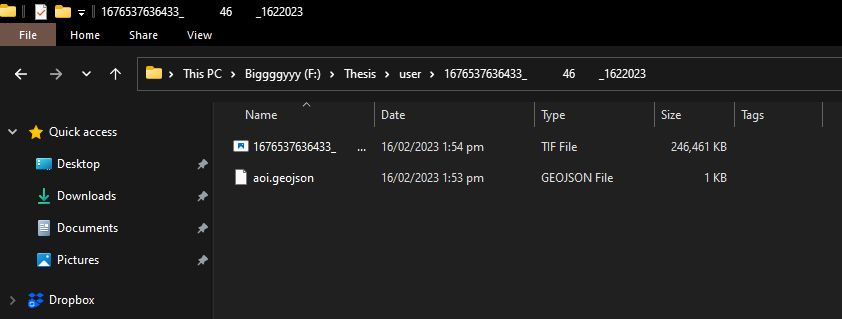 1676537636433_ 46 _1622023
File Home Share View
This PC Biggggyyy (F:) Thesis user 1676537636433_ 46 _1622023
Name Date Type Size Tags
Quick access
1676537636433_ ... 16/02/2023 1:54 pm TIF File 246,461 KB
Desktop
aoi.geojson 16/02/2023 1:53 pm GEOJSON File 1 KB
Downloads
Documents
Pictures
Dropbox